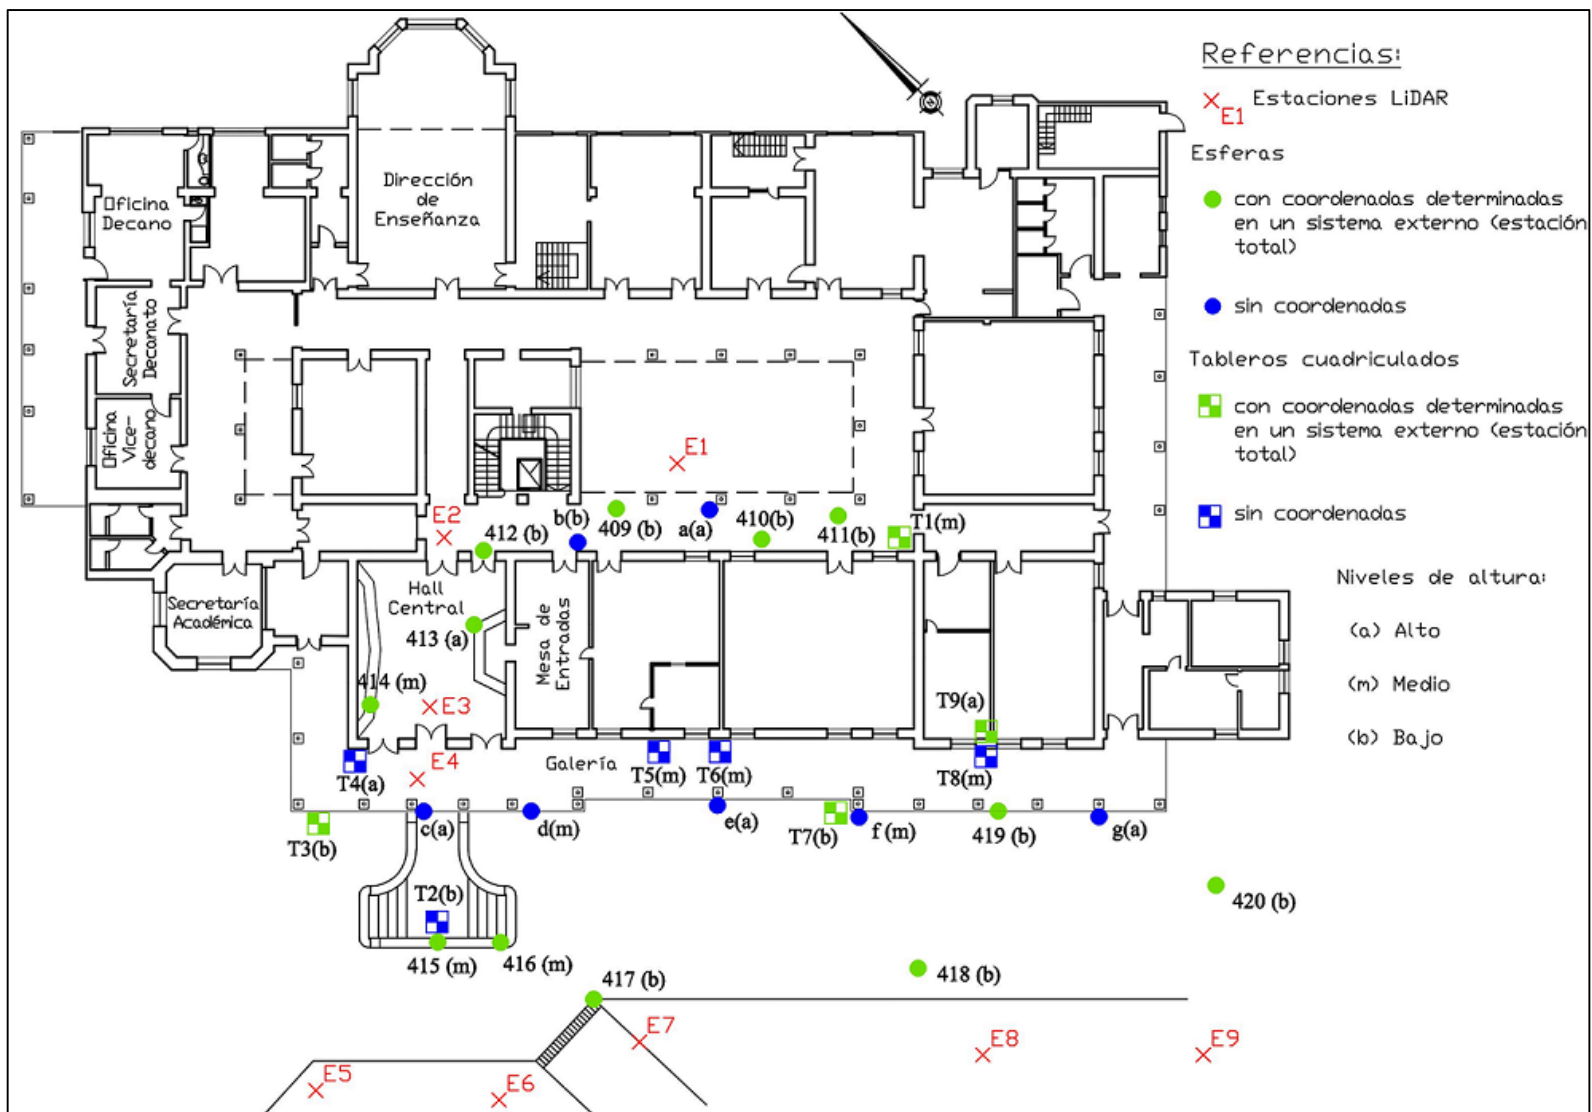 Referencias:
E1
Estaciones LiDAR
Esferas
con coordenadas determinadas
en un sistema externo (estación
total)
sin coordenadas
Tableros cuadriculados
con coordenadas determinadas
en un sistema externo (estación
total)
sin coordenadas
Niveles de altura:
(a) Alto
(m) Medio
(b) Bajo
Oficina
Decano
Dirección
de
Enseñanza
Secretaría
Decanato
Oficina
Vice-
decano
E1
E2
b(b)
409 (b)
a(a)
410(b)
411(b)
T1(m)
412 (b)
Hall
Central
413 (a)
Secretaría
Académica
Mesa de
Entradas
414 (m)
E3
T9(a)
E4
T4(a)
Galería
T5(m)
T6(m)
T8(m)
T3(b)
c(a)
d(m)
e(a)
T7(b)
f (m)
419 (b)
g(a)
T2(b)
420 (b)
415 (m)
416 (m)
417 (b)
418 (b)
E5
E6
E7
E8
E9